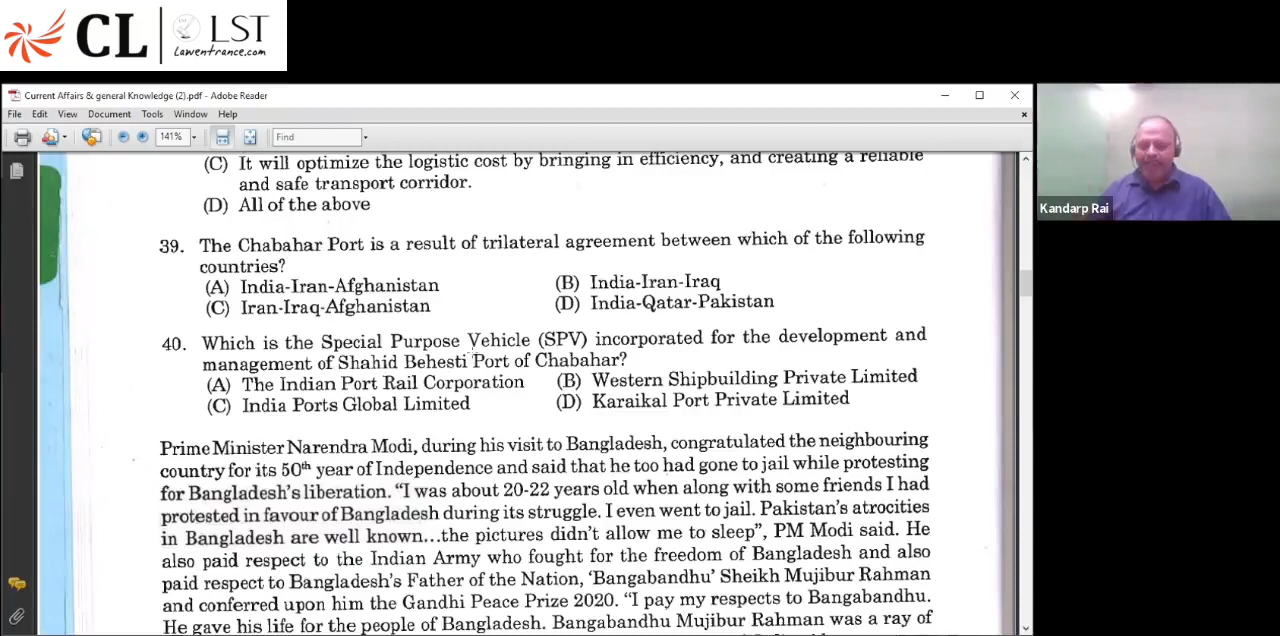 CL LST
Lawentrance.com
Current Affairs & general Knowledge (2).pdf - Adobe Reader
File Edit View Document Tools Window Help
141% Find
(C) It will optimize the logistic cost by bringing in efficiency, and creating a reliable
and safe transport corridor.
(D) All of the above
Kandarp Rai
39. The Chabahar Port is a result of trilateral agreement between which of the following
countries?
(A) India-Iran-Afghanistan (B) India-Iran-Iraq
(C) Iran-Iraq-Afghanistan (D) India-Qatar-Pakistan
40. Which is the Special Purpose Vehicle (SPV) incorporated for the development and
management of Shahid Behesti Port of Chabahar?
(A) The Indian Port Rail Corporation (B) Western Shipbuilding Private Limited
(C) India Ports Global Limited (D) Karaikal Port Private Limited
Prime Minister Narendra Modi, during his visit to Bangladesh, congratulated the neighbouring
country for its 50th year of Independence and said that he too had gone to jail while protesting
for Bangladesh's liberation. "I was about 20-22 years old when along with some friends I had
protested in favour of Bangladesh during its struggle. I even went to jail. Pakistan's atrocities
in Bangladesh are well known...the pictures didn't allow me to sleep", PM Modi said. He
also paid respect to the Indian Army who fought for the freedom of Bangladesh and also
paid respect to Bangladesh's Father of the Nation, 'Bangabandhu' Sheikh Mujibur Rahman
and conferred upon him the Gandhi Peace Prize 2020. "I pay my respects to Bangabandhu.
He gave his life for the people of Bangladesh. Bangabandhu Mujibur Rahman was a ray of